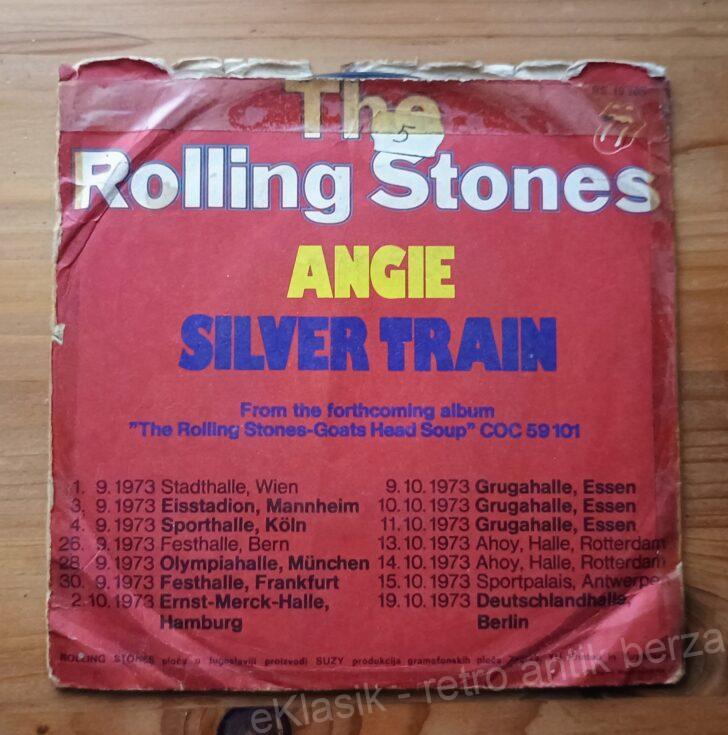 The
5
Rolling Stones
ANGIE
SILVER TRAIN
From the forthcoming album
"The Rolling Stones-Goats Head Soup" COC 59 101
1. 9.1973 Stadthalle, Wien
3. 9.1973 Eisstadion, Mannheim
4. 9.1973 Sporthalle, Köln
26. 9.1973 Festhalle, Bern
28. 9.1973 Olympiahalle, München
30. 9.1973 Festhalle, Frankfurt
2.10.1973 Ernst-Merck-Halle,
Hamburg
9.10.1973 Grugahalle, Essen
10.10.1973 Grugahalle, Essen
11.10.1973 Grugahalle, Essen
13.10.1973 Ahoy, Halle, Rotterdam
14.10.1973 Ahoy, Halle, Rotterdam
15.10.1973 Sportpalais, Antwerpe
19.10.1973 Deutschlandhalle,
Berlin
ROLLING STONES ploču u Jugoslaviji proizvodi SUZY produkcija gramofonskih ploča
eKlasik - retro antik berza